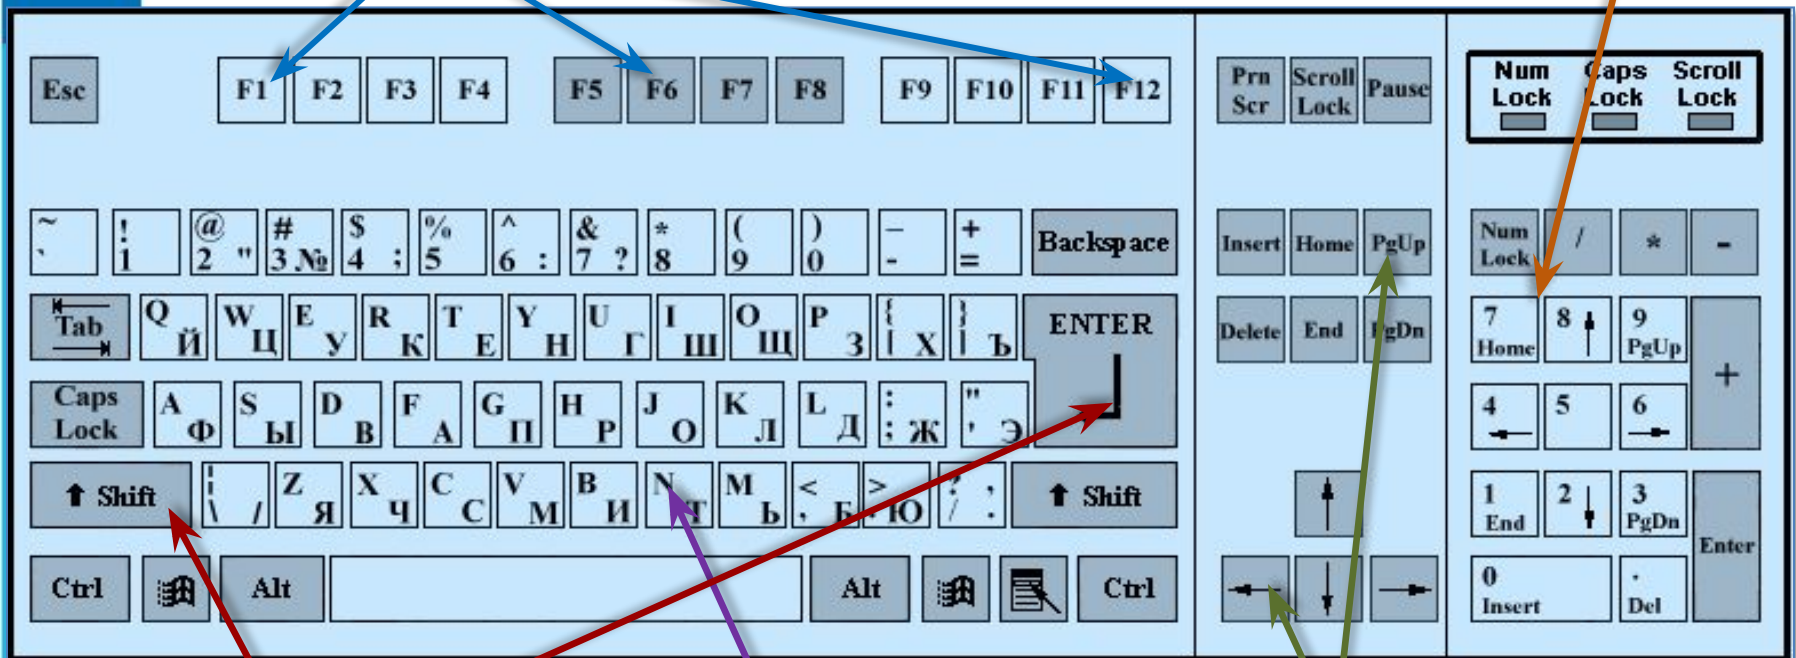 Esc F1 F2 F3 F4 F5 F6 F7 F8 F9 F10 F11 F12
Prn Scr Scroll Lock Pause
Num Lock Caps Lock Scroll Lock
~ ` ! 1 @ 2 " # 3 № $ 4 ; % 5 ^ 6 : & 7 ? * 8 ( 9 ) 0 – - + = Backspace
Insert Home PgUp
Num Lock / * -
Tab Q Й W Ц E У R К T Е Y Н U Г I Ш O Щ P З { [ Х } ] Ъ ENTER
Delete End PgDn
7 Home 8 9 PgUp +
Caps Lock A Ф S Ы D В F А G П H Р J О K Л L Д : ; Ж " ' Э
4 5 6
Shift ¦ \ / Z Я X Ч C С V М B И N Т M Ь < , Б > . Ю ? / , . Shift
1 End 2 3 PgDn Enter
Ctrl Alt Alt Ctrl
0 Insert . Del